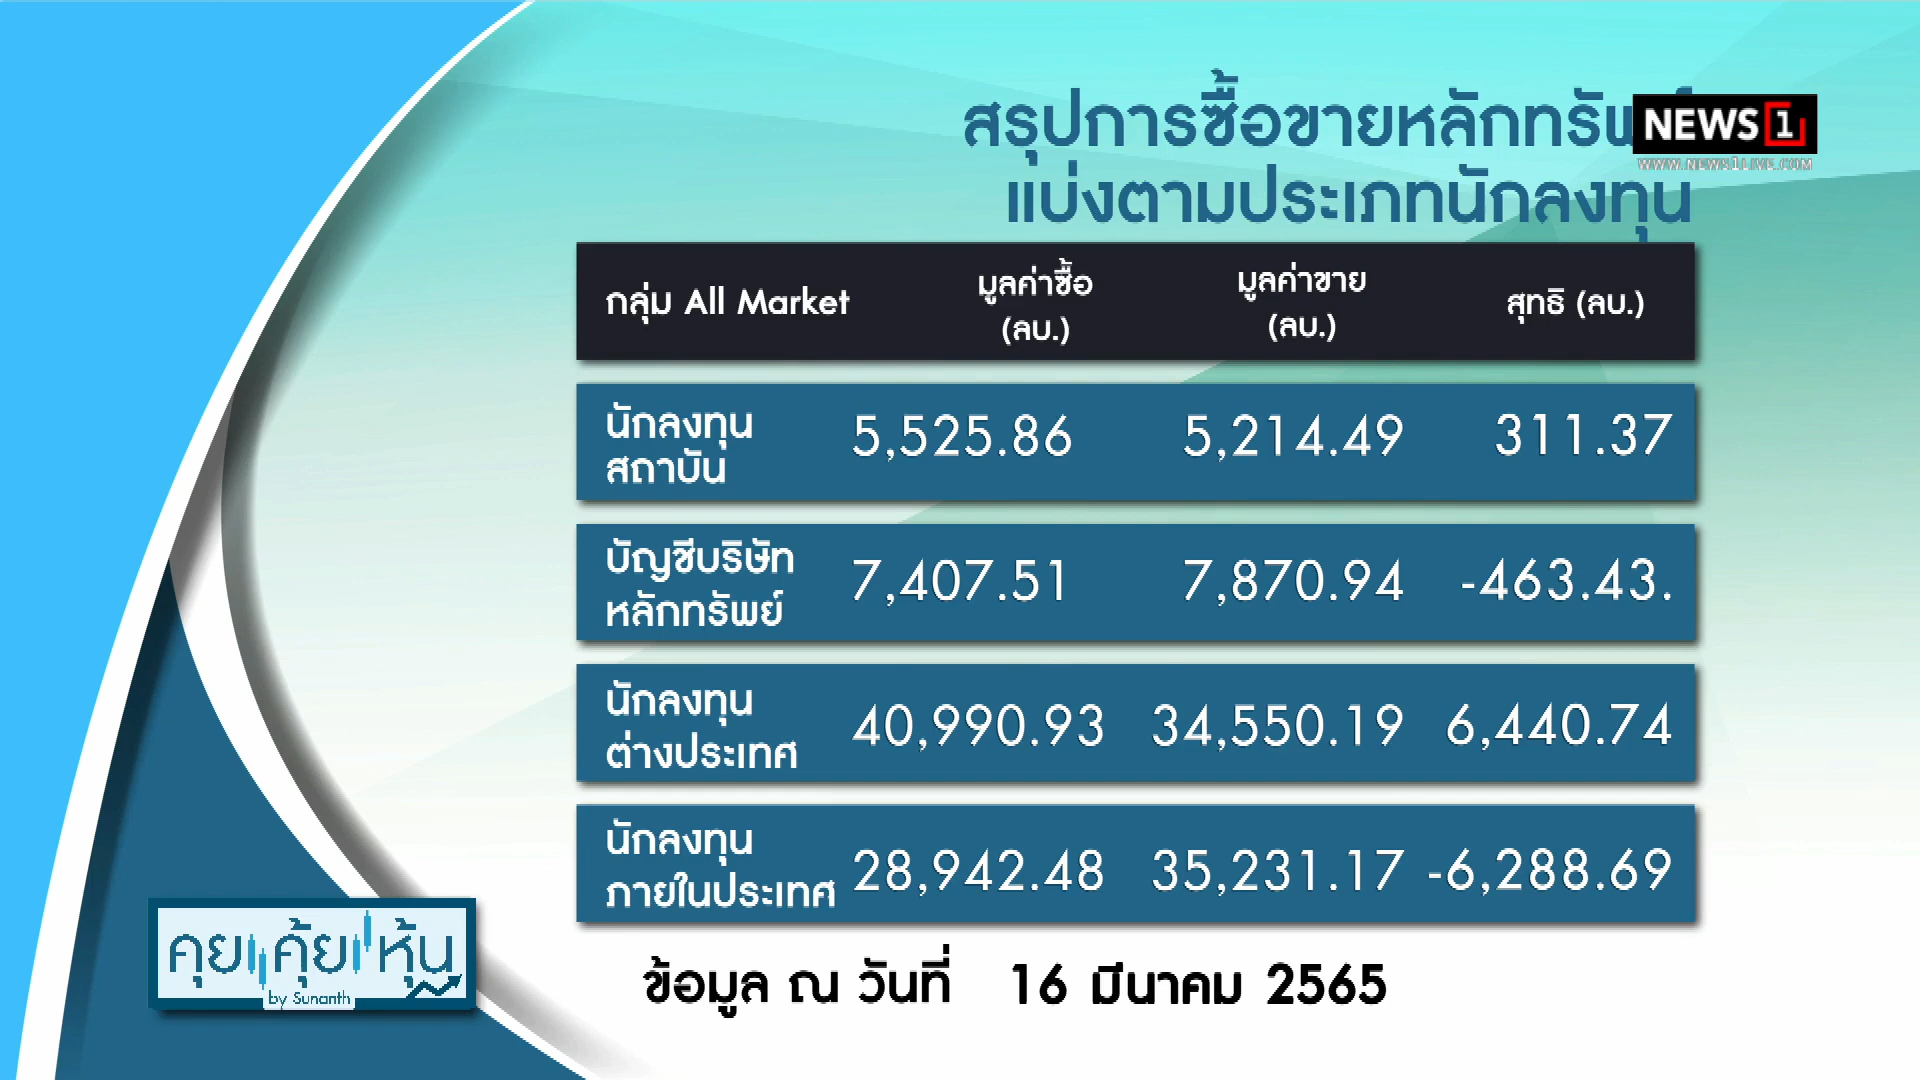 สรุปการซื้อขายหลักทรัพย์
NEWS 1
WWW.NEWS1LIVE.COM
แบ่งตามประเภทนักลงทุน
กลุ่ม All Market มูลค่าซื้อ (ลบ.) มูลค่าขาย (ลบ.) สุทธิ (ลบ.)
นักลงทุน
สถาบัน 5,525.86 5,214.49 311.37
บัญชีบริษัท
หลักทรัพย์ 7,407.51 7,870.94 -463.43.
นักลงทุน
ต่างประเทศ 40,990.93 34,550.19 6,440.74
นักลงทุน
ภายในประเทศ 28,942.48 35,231.17 -6,288.69
คุย คุ้ย หุ้น
by Sunanth
ข้อมูล ณ วันที่ 16 มีนาคม 2565